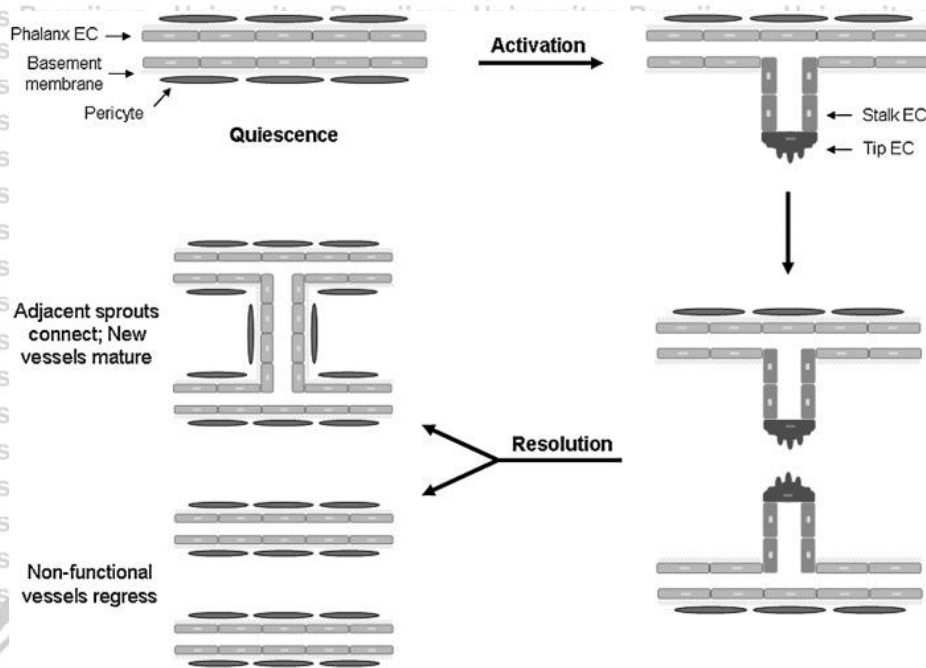 Phalanx EC
Basement
membrane
Pericyte
Quiescence
Activation
Stalk EC
Tip EC
Adjacent sprouts
connect; New
vessels mature
Resolution
Non-functional
vessels regress